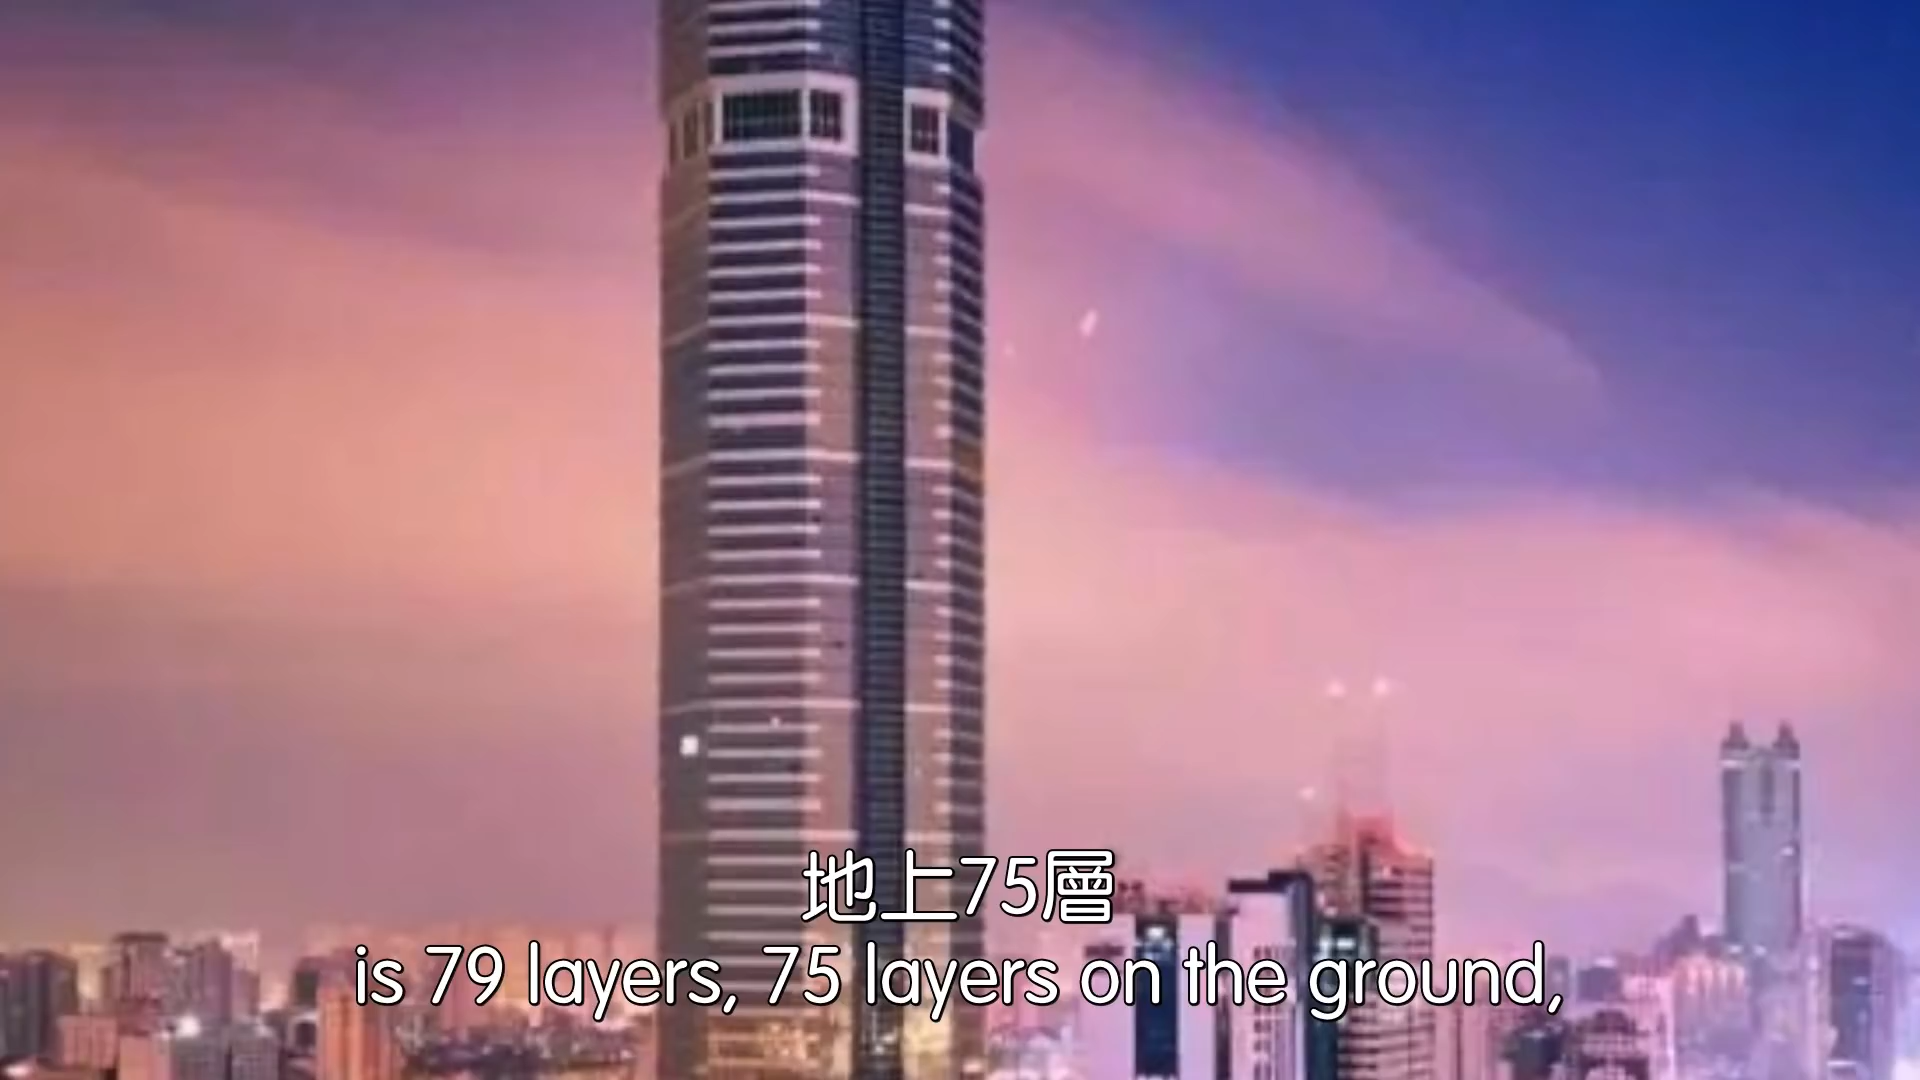 地上75層
is 79 layers, 75 layers on the ground,